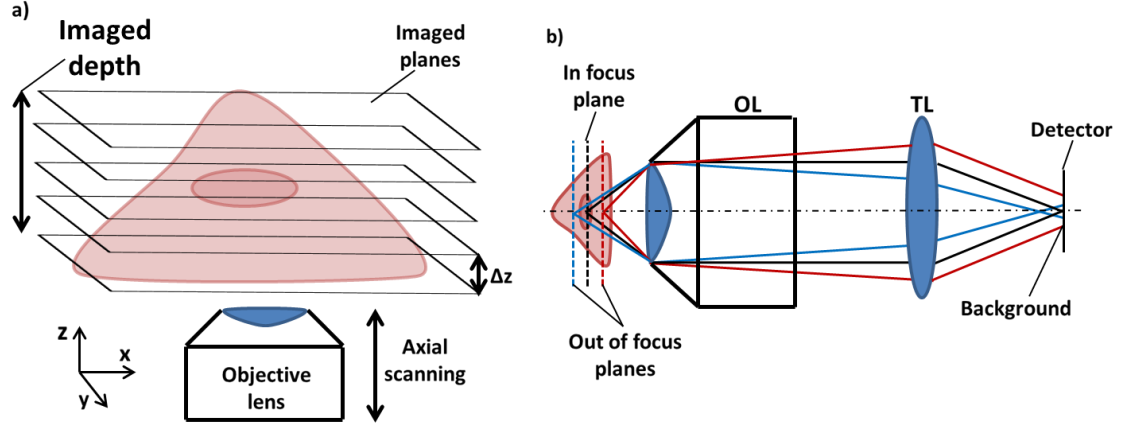 a)
Imaged
depth
Imaged
planes
Δz
z
x
y
Objective
lens
Axial
scanning
b)
In focus
plane
OL
TL
Detector
Background
Out of focus
planes